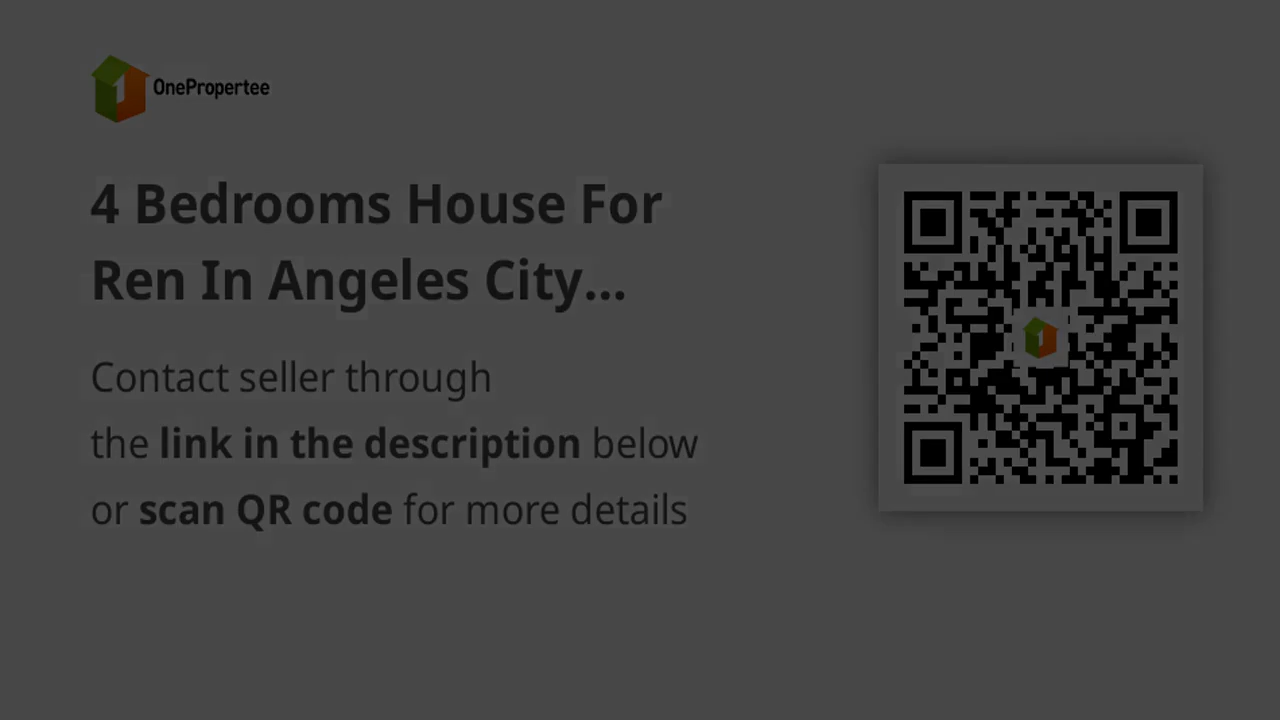 OnePropertee
4 Bedrooms House For
Ren In Angeles City...
Contact seller through
the link in the description below
or scan QR code for more details